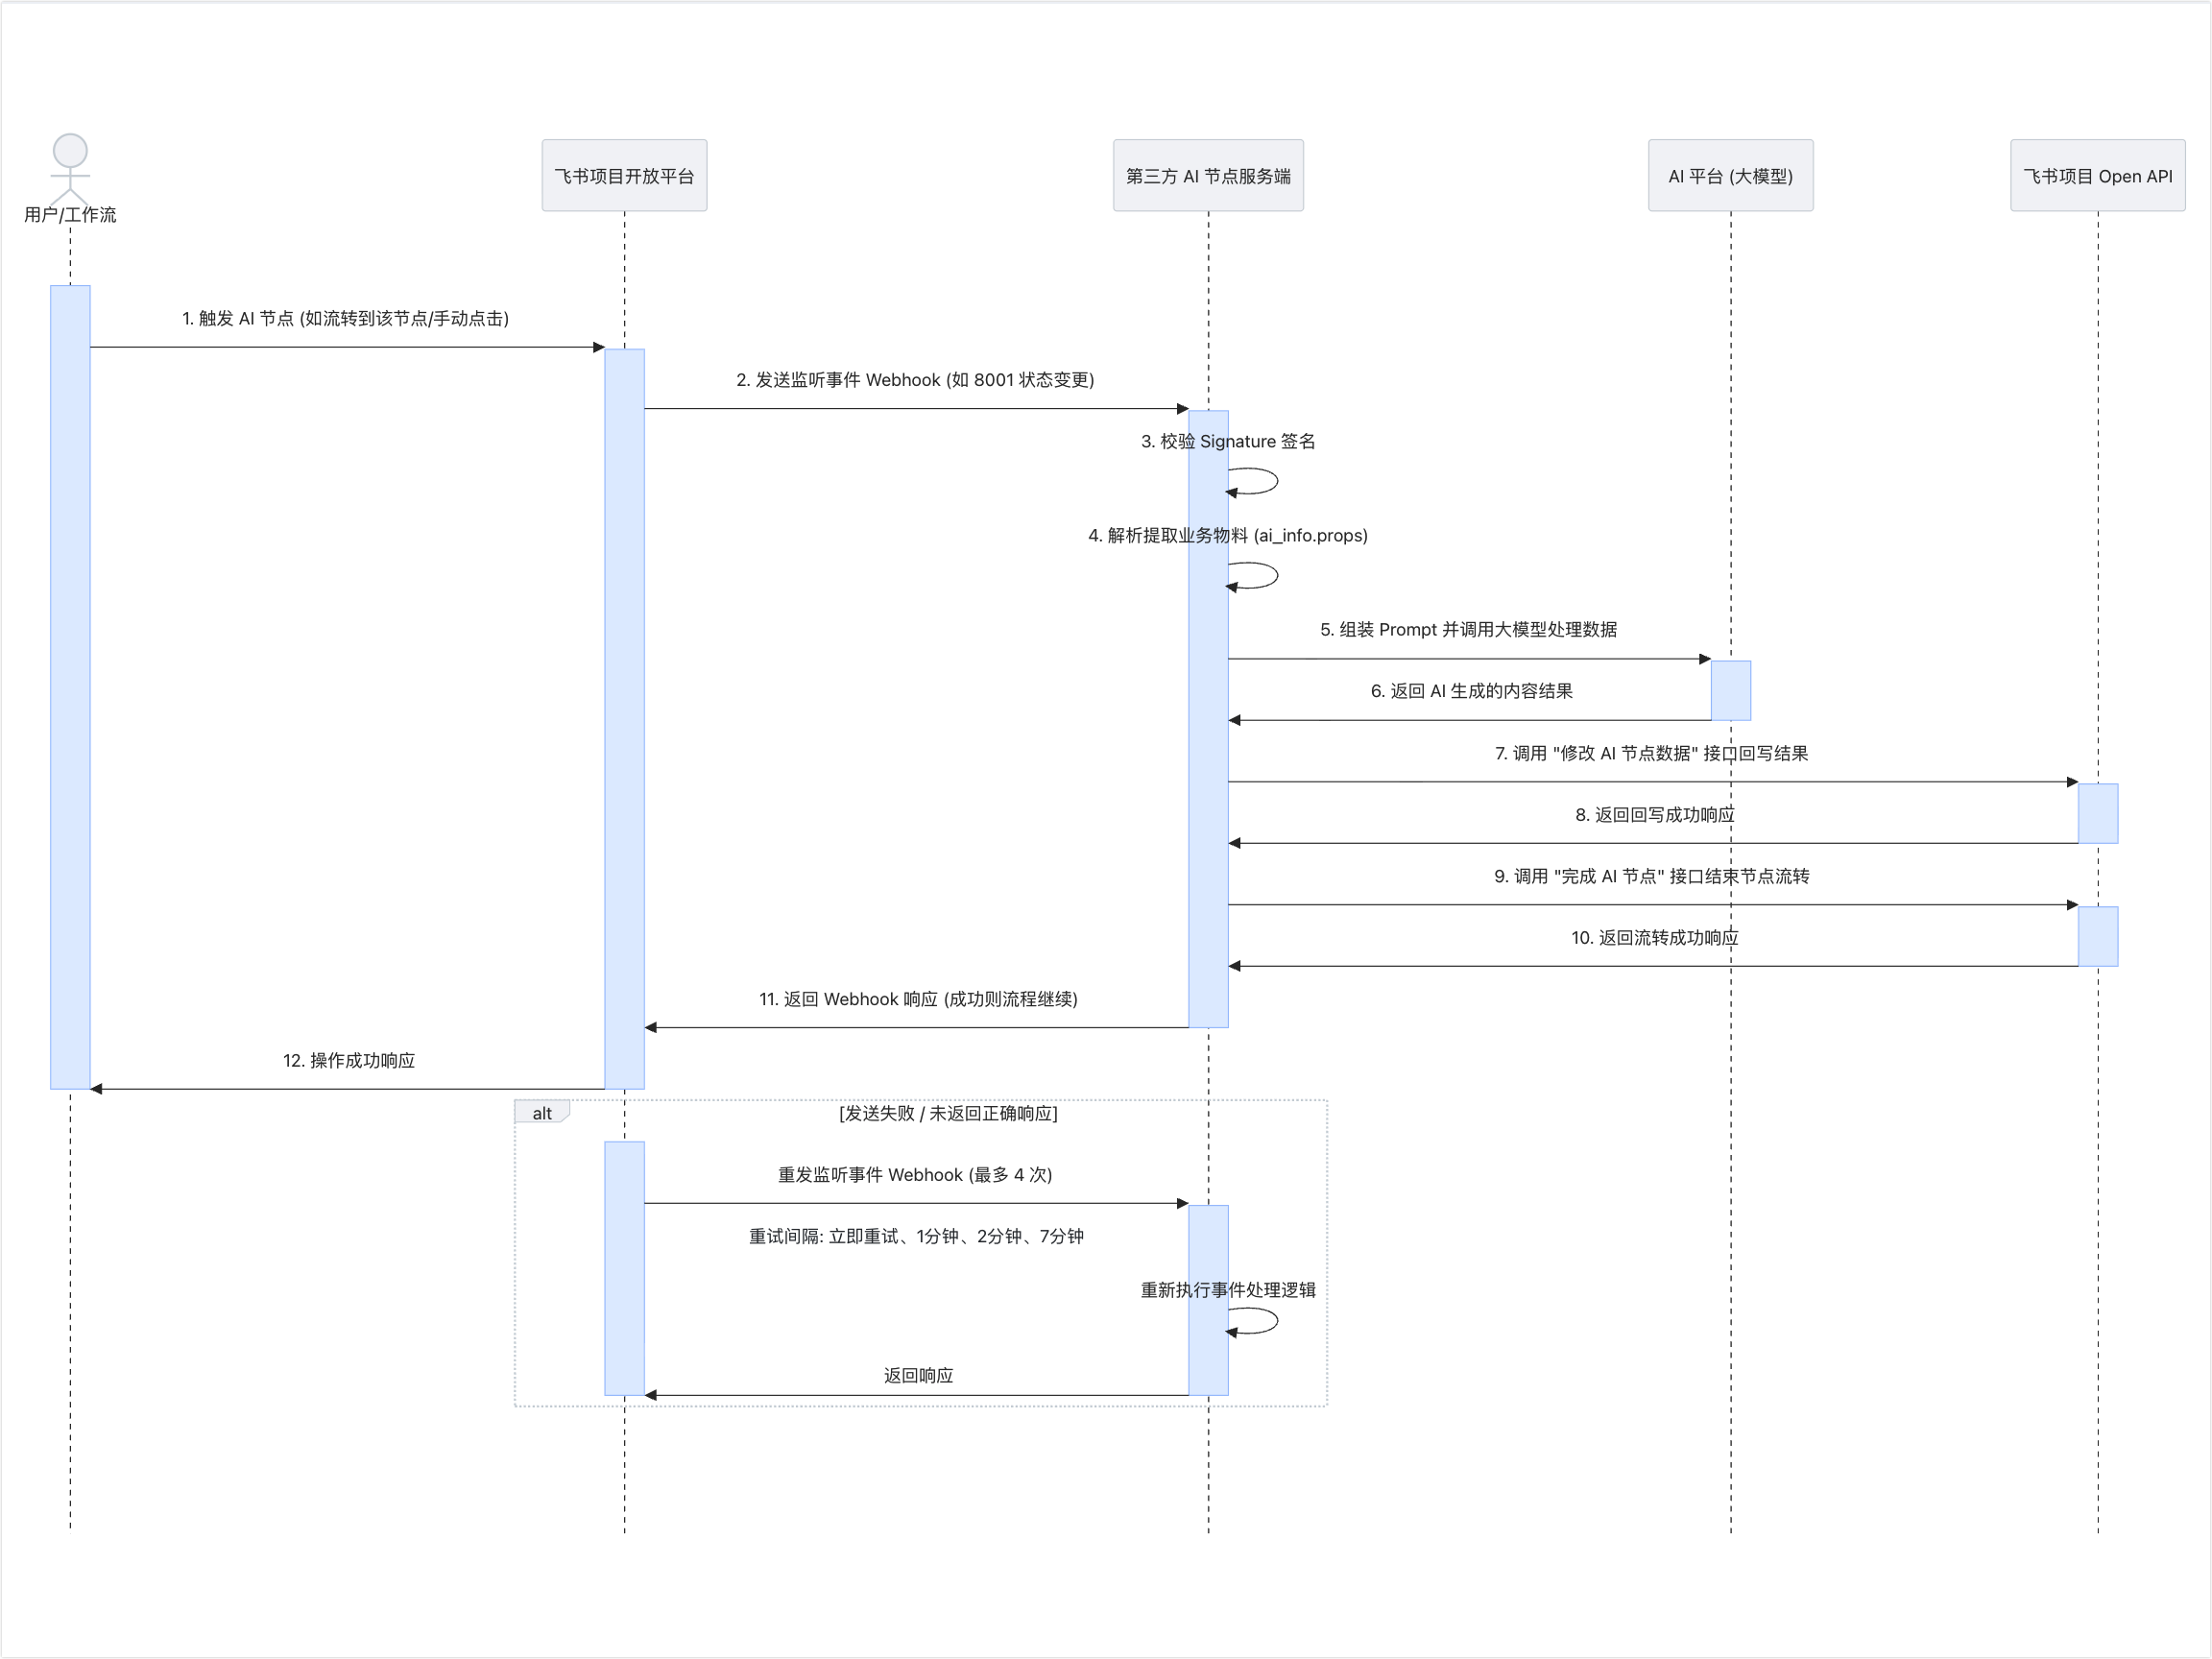 用户/工作流
飞书项目开放平台
第三方 AI 节点服务端
AI 平台 (大模型)
飞书项目 Open API
1. 触发 AI 节点 (如流转到该节点/手动点击)
2. 发送监听事件 Webhook (如 8001 状态变更)
3. 校验 Signature 签名
4. 解析提取业务物料 (ai_info.props)
5. 组装 Prompt 并调用大模型处理数据
6. 返回 AI 生成的内容结果
7. 调用 "修改 AI 节点数据" 接口回写结果
8. 返回回写成功响应
9. 调用 "完成 AI 节点" 接口结束节点流转
10. 返回流转成功响应
11. 返回 Webhook 响应 (成功则流程继续)
12. 操作成功响应
alt
[发送失败 / 未返回正确响应]
重发监听事件 Webhook (最多 4 次)
重试间隔: 立即重试、1分钟、2分钟、7分钟
重新执行事件处理逻辑
返回响应